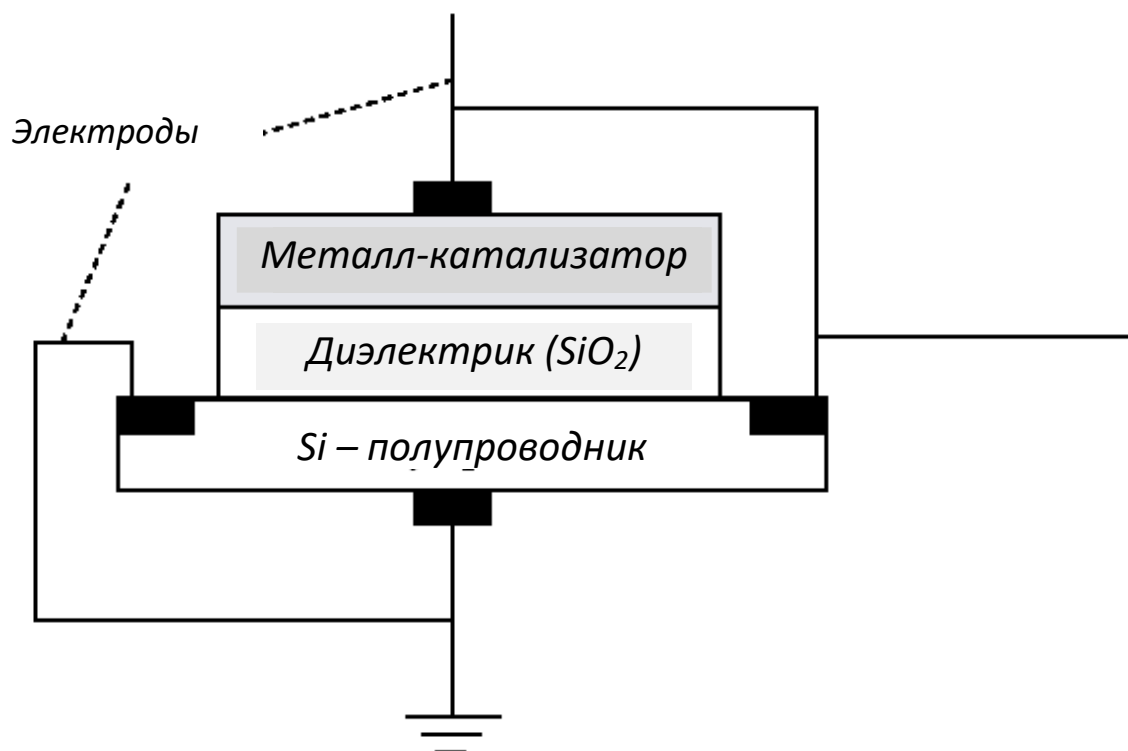 Электроды
Металл-катализатор
Диэлектрик (SiO₂)
Si – полупроводник